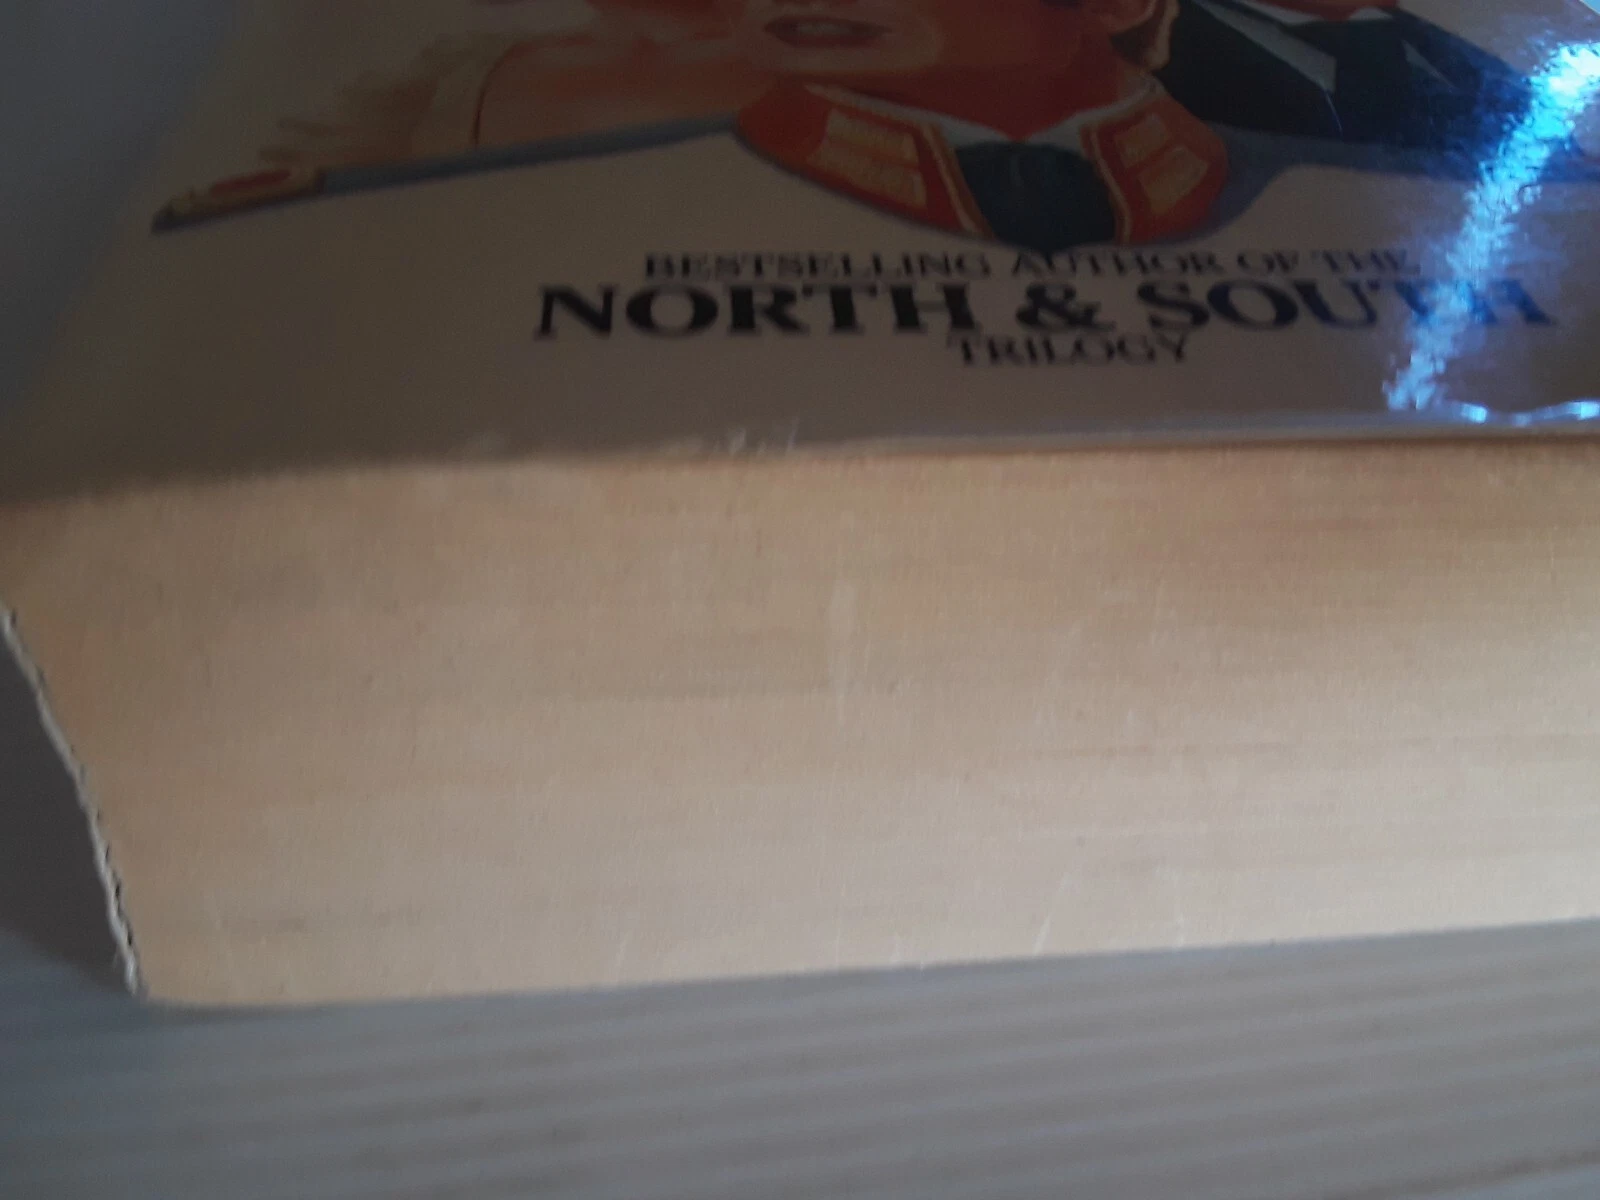 BESTSELLING AUTHOR OF THE
NORTH & SOUTH
TRILOGY